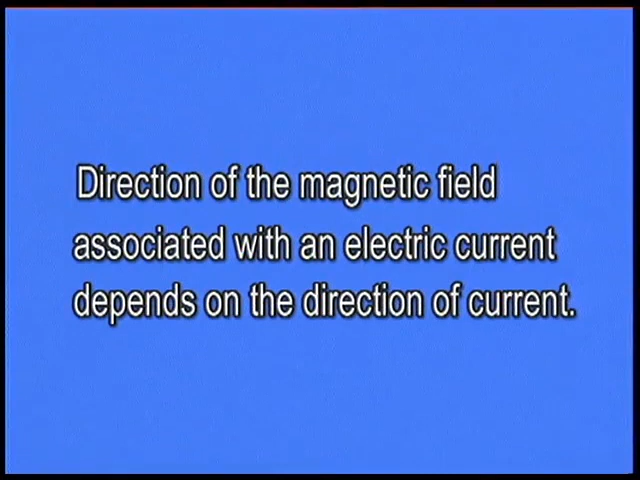 Direction of the magnetic field
associated with an electric current
depends on the direction of current.